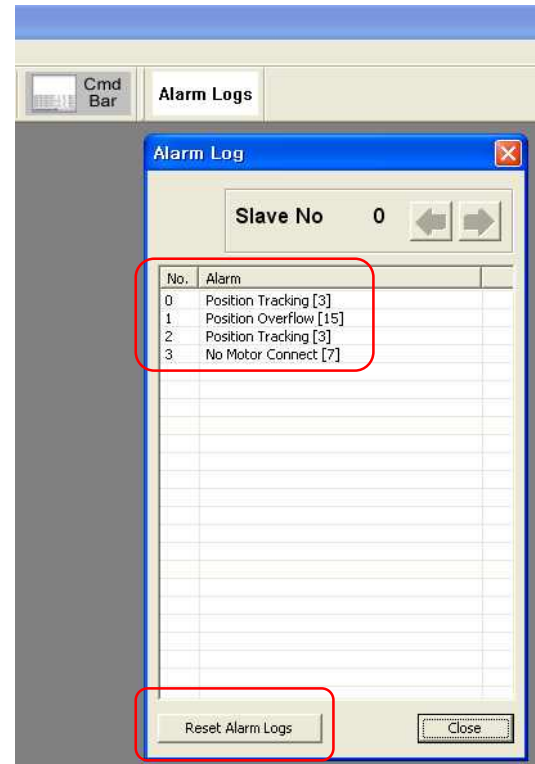 Cmd
Bar
Alarm Logs
Alarm Log
Slave No 0
No. Alarm
0 Position Tracking [3]
1 Position Overflow [15]
2 Position Tracking [3]
3 No Motor Connect [7]
Reset Alarm Logs Close